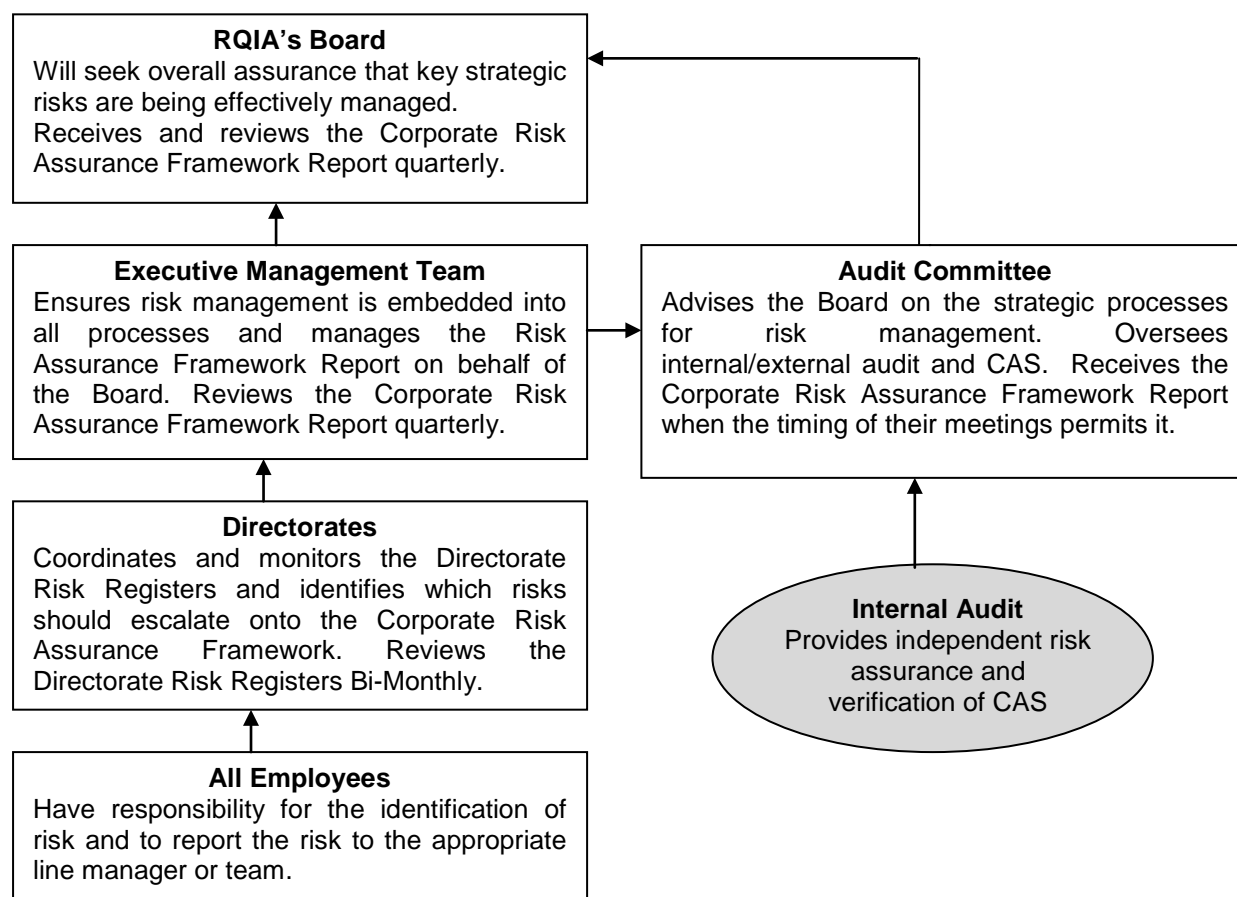 RQIA’s Board
Will seek overall assurance that key strategic
risks are being effectively managed.
Receives and reviews the Corporate Risk
Assurance Framework Report quarterly.
Executive Management Team
Ensures risk management is embedded into
all processes and manages the Risk
Assurance Framework Report on behalf of
the Board. Reviews the Corporate Risk
Assurance Framework Report quarterly.
Audit Committee
Advises the Board on the strategic processes
for risk management. Oversees
internal/external audit and CAS. Receives the
Corporate Risk Assurance Framework Report
when the timing of their meetings permits it.
Directorates
Coordinates and monitors the Directorate
Risk Registers and identifies which risks
should escalate onto the Corporate Risk
Assurance Framework. Reviews the
Directorate Risk Registers Bi-Monthly.
Internal Audit
Provides independent risk
assurance and
verification of CAS
All Employees
Have responsibility for the identification of
risk and to report the risk to the appropriate
line manager or team.